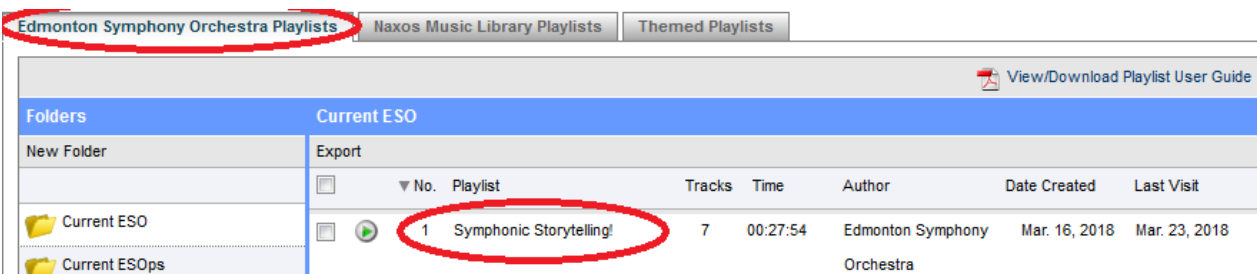 Edmonton Symphony Orchestra Playlists Naxos Music Library Playlists Themed Playlists
View/Download Playlist User Guide
Folders Current ESO
New Folder Export
▼No. Playlist Tracks Time Author Date Created Last Visit
Current ESO 1 Symphonic Storytelling! 7 00:27:54 Edmonton Symphony Mar. 16, 2018 Mar. 23, 2018
Current ESOps Orchestra